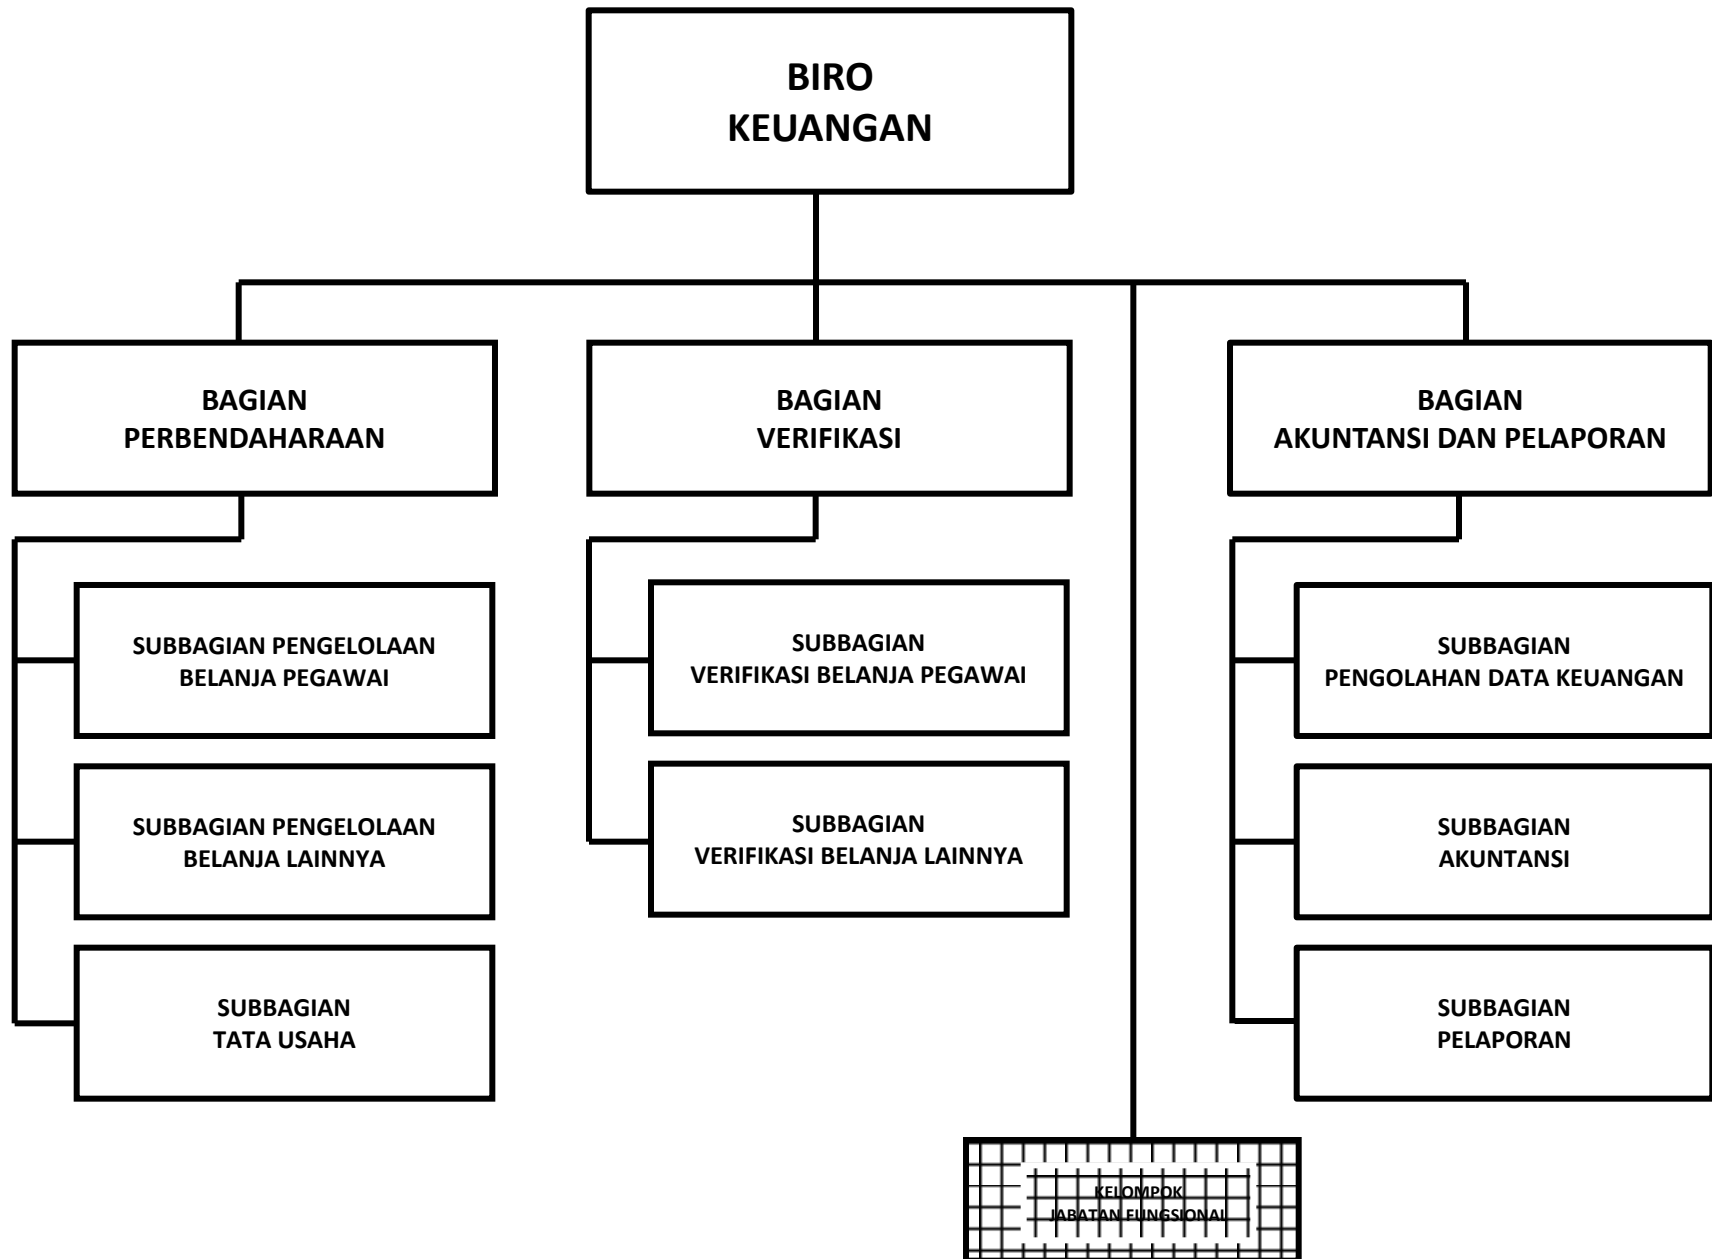 BIRO
KEUANGAN
BAGIAN
PERBENDAHARAAN
BAGIAN
VERIFIKASI
BAGIAN
AKUNTANSI DAN PELAPORAN
SUBBAGIAN PENGELOLAAN
BELANJA PEGAWAI
SUBBAGIAN
VERIFIKASI BELANJA PEGAWAI
SUBBAGIAN
PENGOLAHAN DATA KEUANGAN
SUBBAGIAN PENGELOLAAN
BELANJA LAINNYA
SUBBAGIAN
VERIFIKASI BELANJA LAINNYA
SUBBAGIAN
AKUNTANSI
SUBBAGIAN
TATA USAHA
SUBBAGIAN
PELAPORAN
KELOMPOK
JABATAN FUNGSIONAL